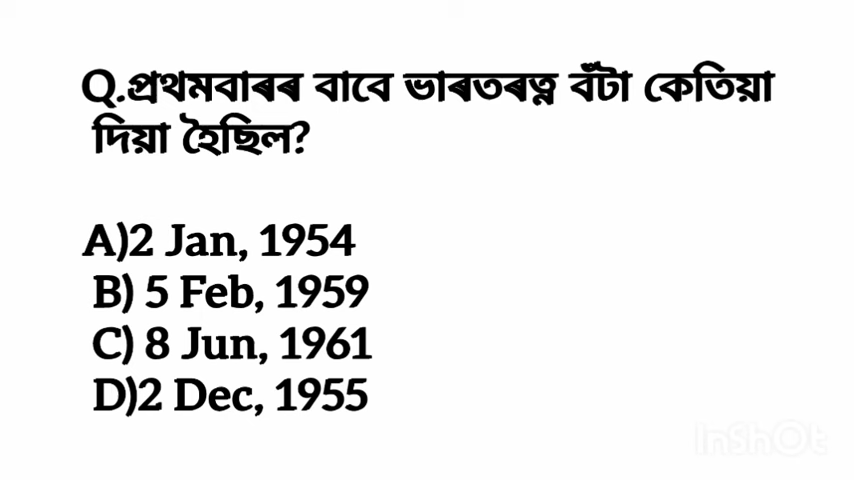 Q.প্ৰথমবাৰৰ বাবে ভাৰতৰত্ন বঁটা কেতিয়া
দিয়া হৈছিল?
A)2 Jan, 1954
B) 5 Feb, 1959
C) 8 Jun, 1961
D)2 Dec, 1955
InShOt